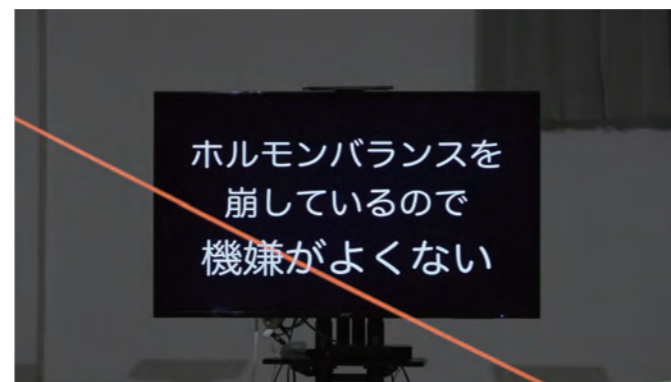 ホルモンバランスを
崩しているので
機嫌がよくない